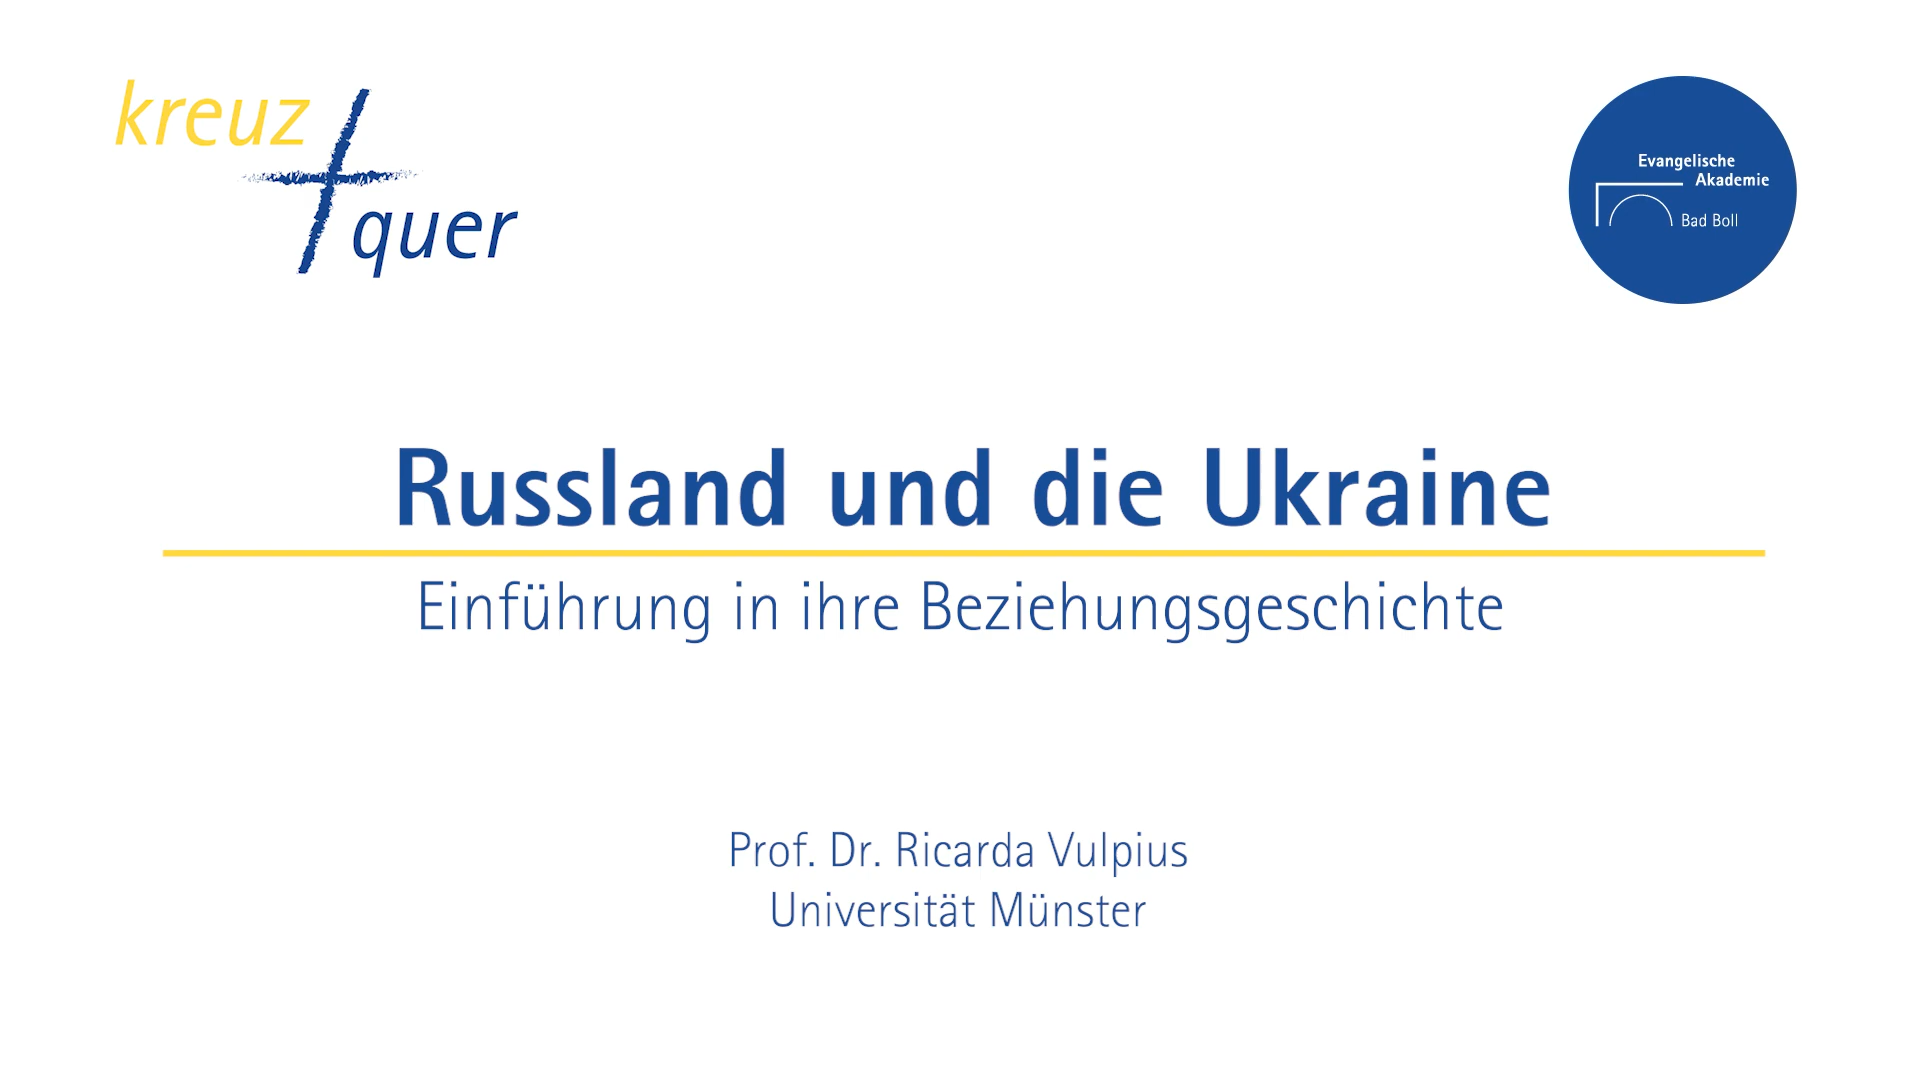 kreuz
quer
Evangelische
Akademie
Bad Boll
Russland und die Ukraine
Einführung in ihre Beziehungsgeschichte
Prof. Dr. Ricarda Vulpius
Universität Münster